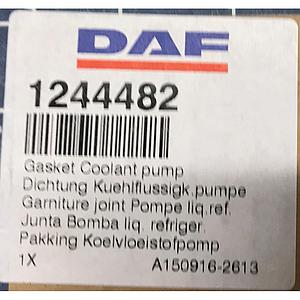 DAF
1244482
Gasket Coolant pump
Dichtung Kuehlflussigk.pumpe
Garniture joint Pompe liq.ref.
Junta Bomba liq. refriger.
Pakking Koelvloeistofpomp
1X A150916-2613